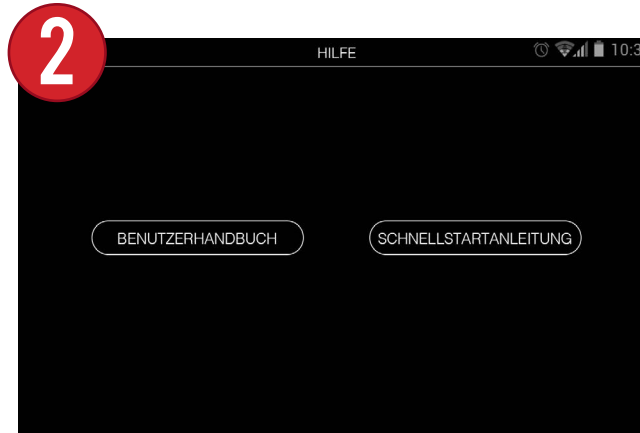 2
HILFE
10:3
BENUTZERHANDBUCH
SCHNELLSTARTANLEITUNG